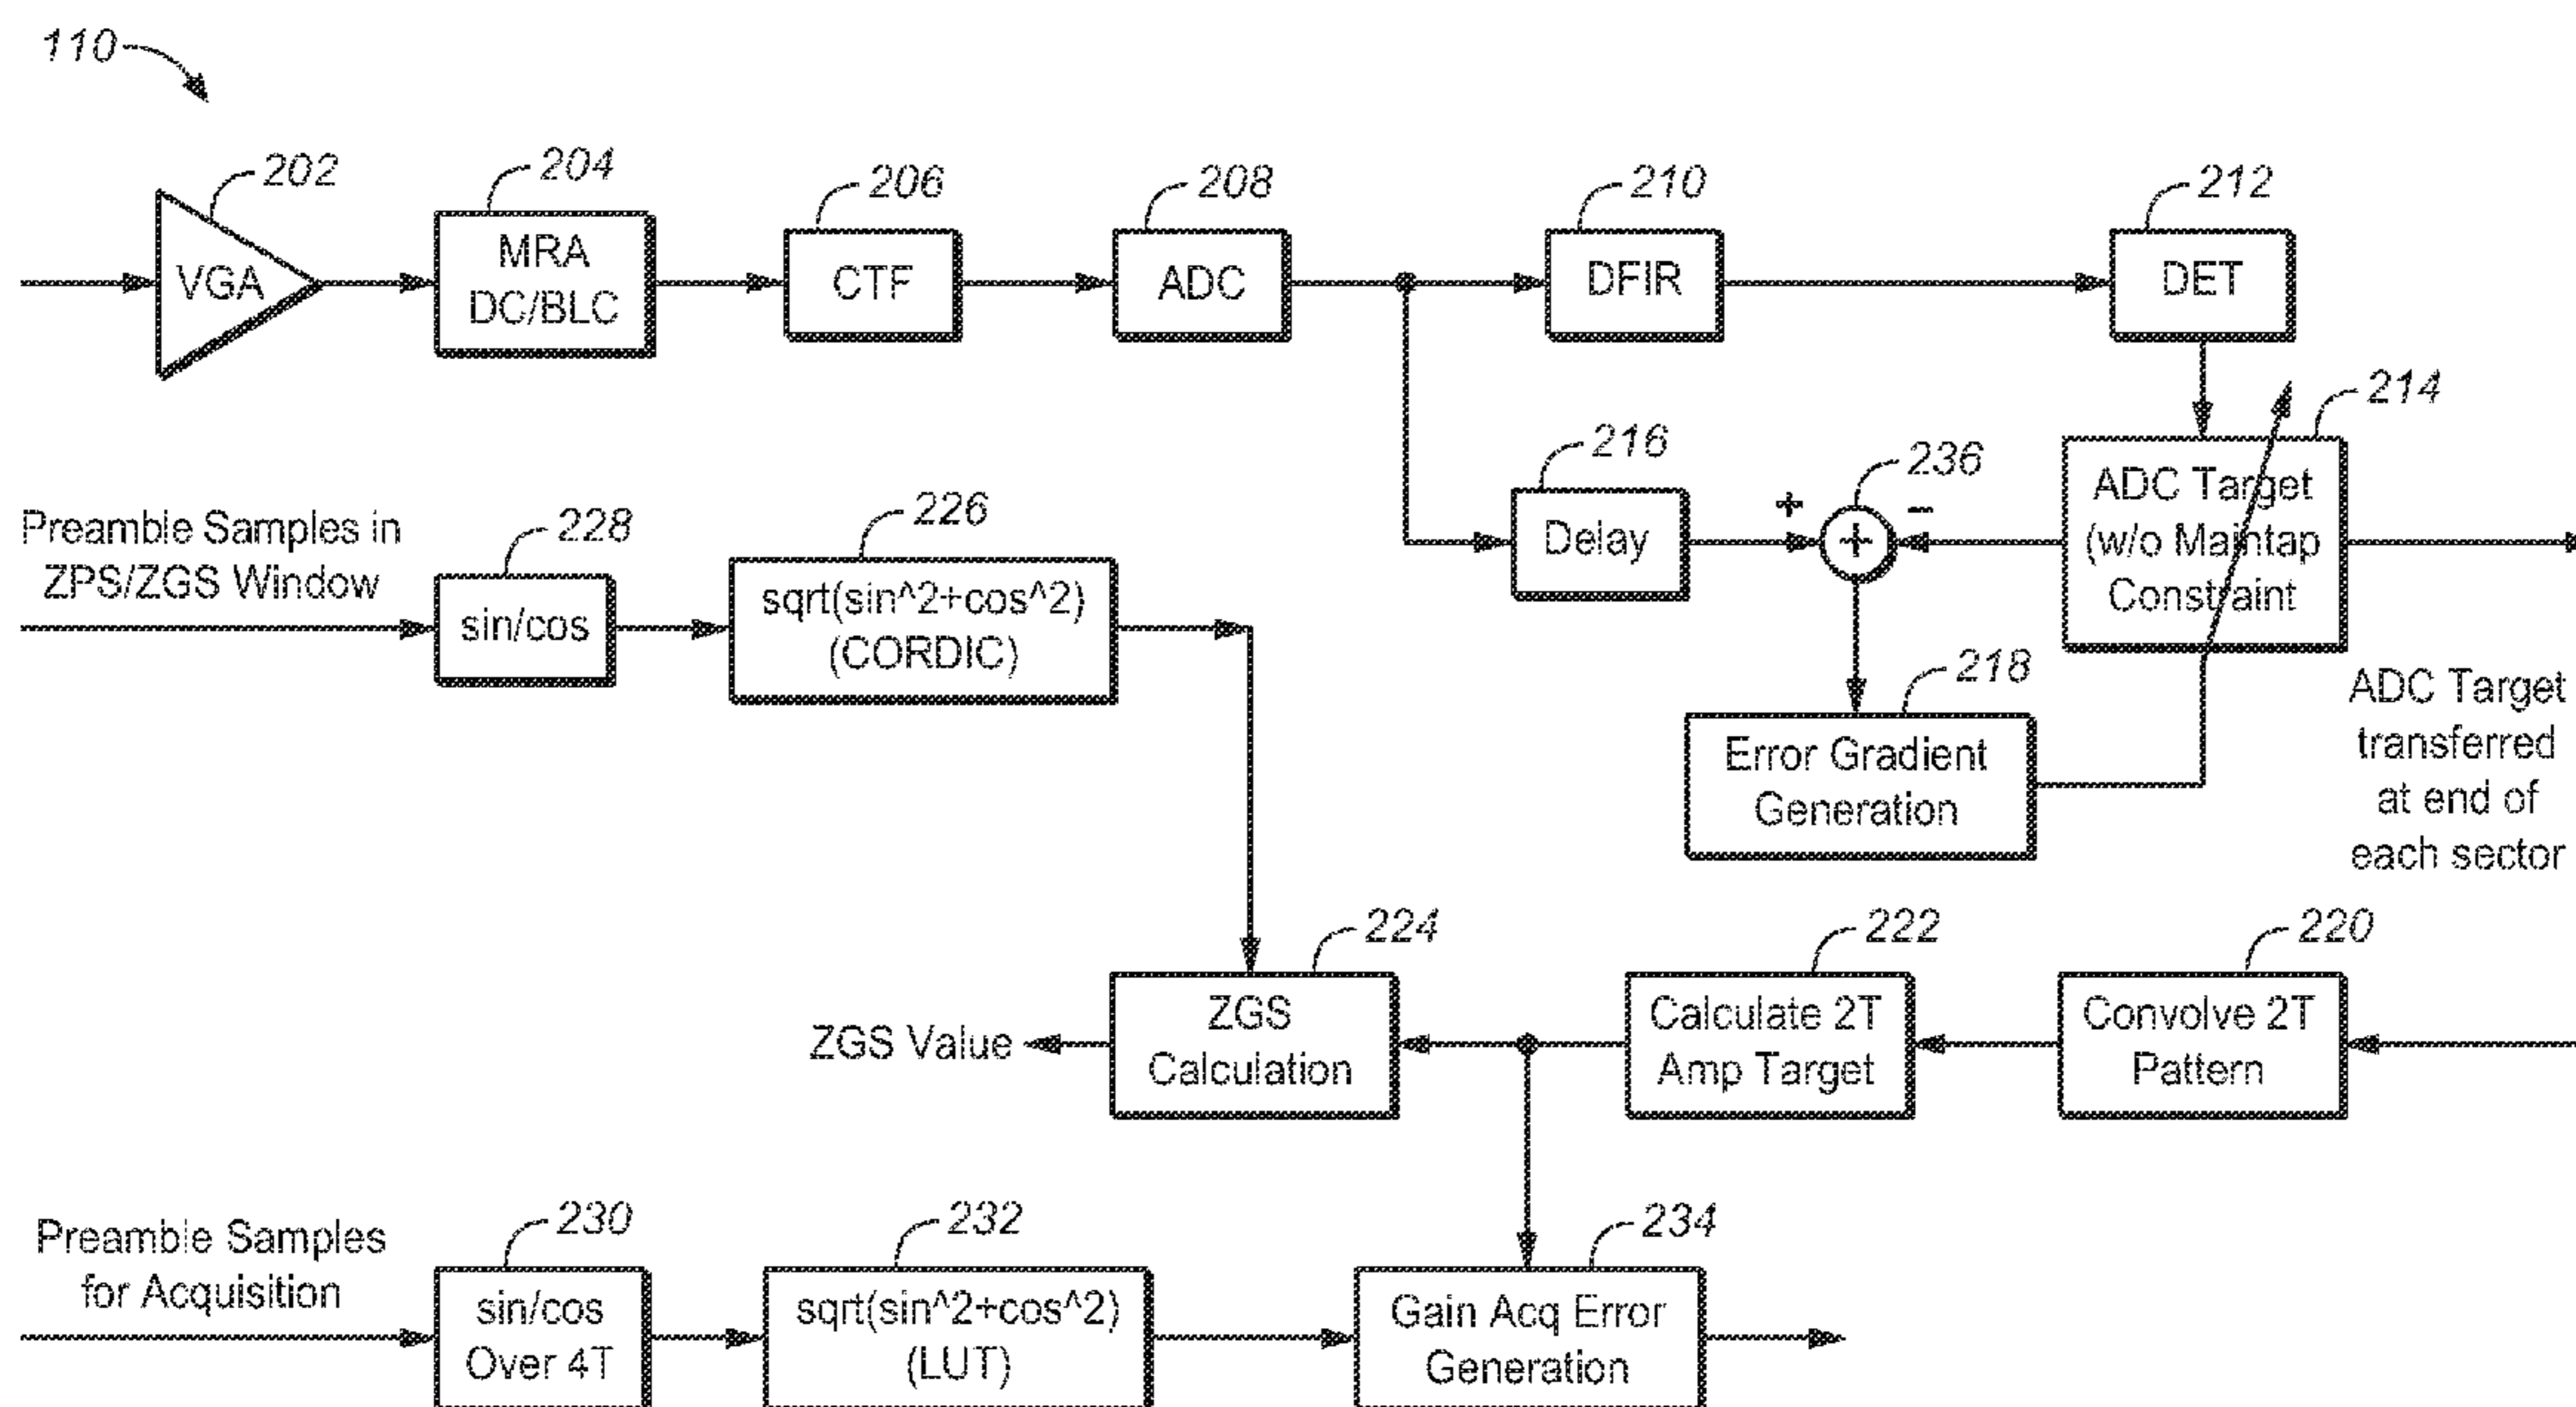 110
202
204
206
208
210
212
VGA
MRA
DC/BLC
CTF
ADC
DFIR
DET
214
216
236
Preamble Samples in
ZPS/ZGS Window
228
226
sin/cos
sqrt(sin^2+cos^2)
(CORDIC)
Delay
+
+
–
ADC Target
(w/o Maintap
Constraint
218
Error Gradient
Generation
ADC Target
transferred
at end of
each sector
224
222
220
ZGS Value
ZGS
Calculation
Calculate 2T
Amp Target
Convolve 2T
Pattern
Preamble Samples
for Acquisition
230
232
234
sin/cos
Over 4T
sqrt(sin^2+cos^2)
(LUT)
Gain Acq Error
Generation